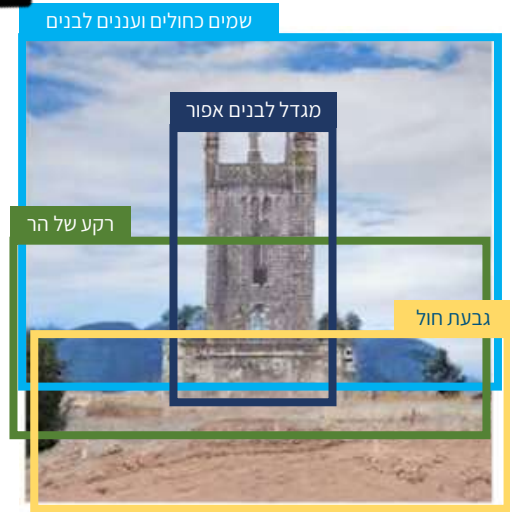 שמים כחולים ועננים לבנים
מגדל לבנים אפור
רקע של הר
גבעת חול